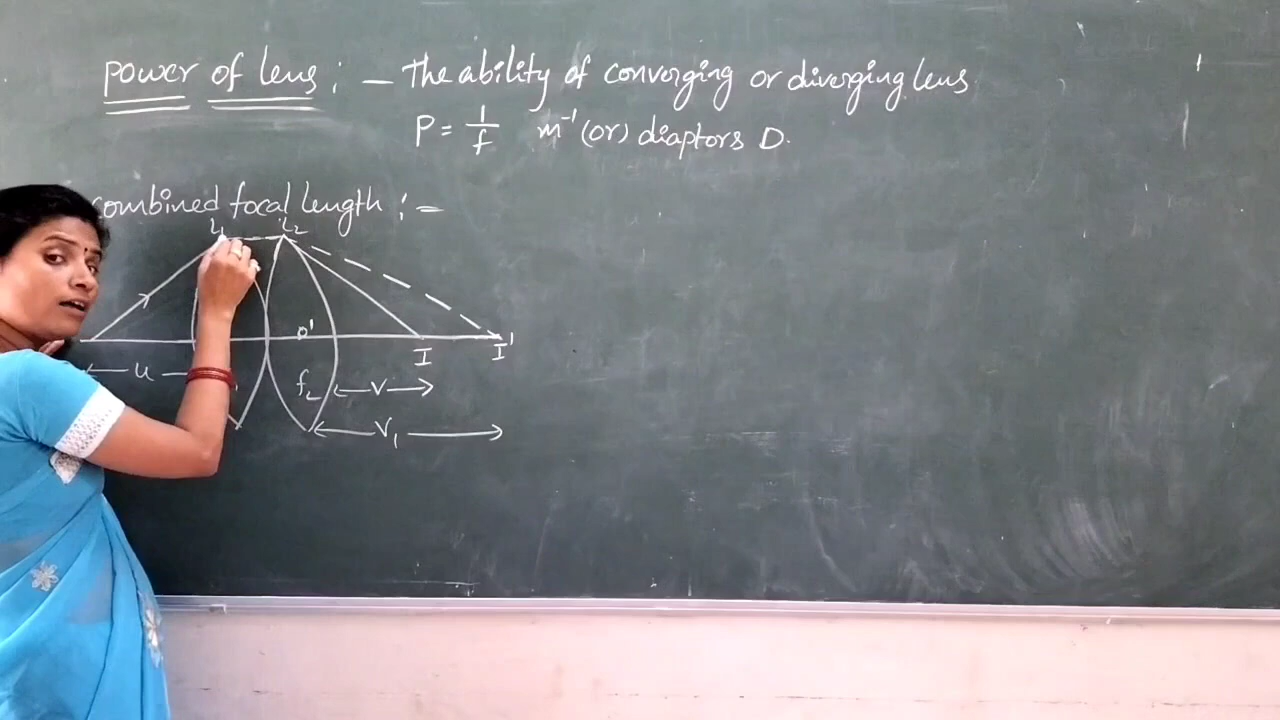 power of lens : – The ability of converging or diverging lens
P = 1/f m⁻¹ (or) diaptors D.
combined focal length : –
L₁ L₂
O'
I I'
u f₂ v
v₁